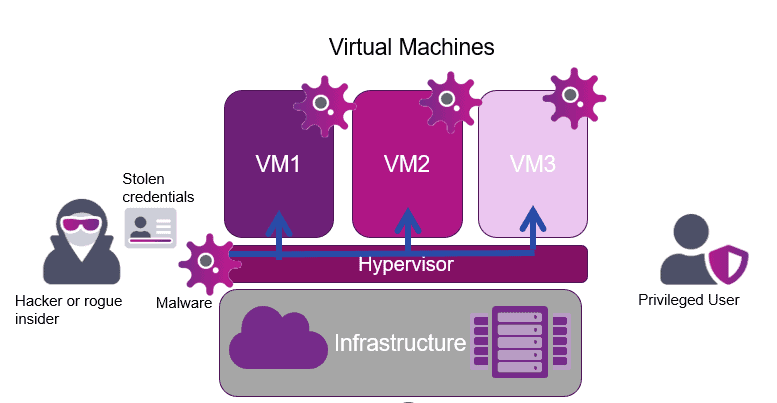 Virtual Machines
VM1
VM2
VM3
Stolen
credentials
Hypervisor
Hacker or rogue
insider
Malware
Privileged User
Infrastructure